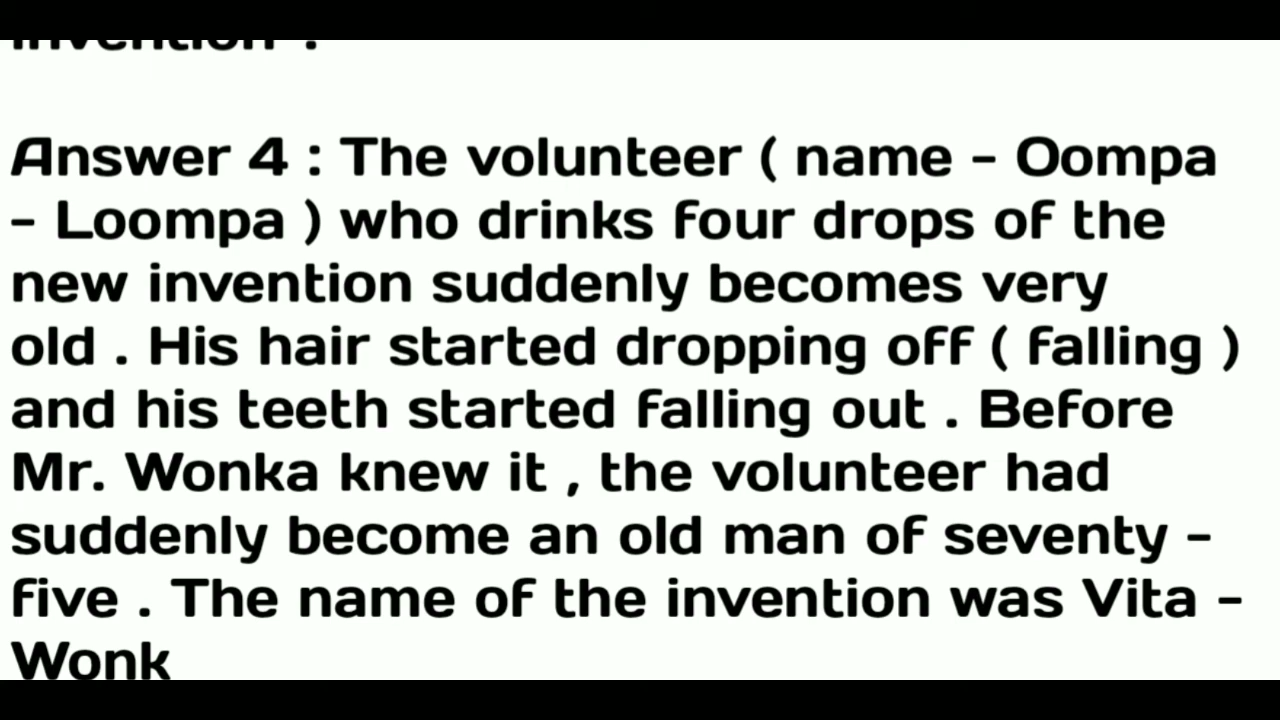 invention ?
Answer 4 : The volunteer ( name - Oompa
- Loompa ) who drinks four drops of the
new invention suddenly becomes very
old . His hair started dropping off ( falling )
and his teeth started falling out . Before
Mr. Wonka knew it , the volunteer had
suddenly become an old man of seventy -
five . The name of the invention was Vita -
Wonk